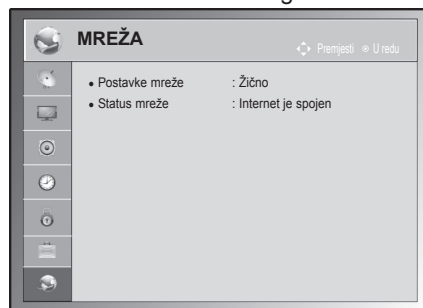 MREŽA
Premjesti U redu
• Postavke mreže : Žično
• Status mreže : Internet je spojen